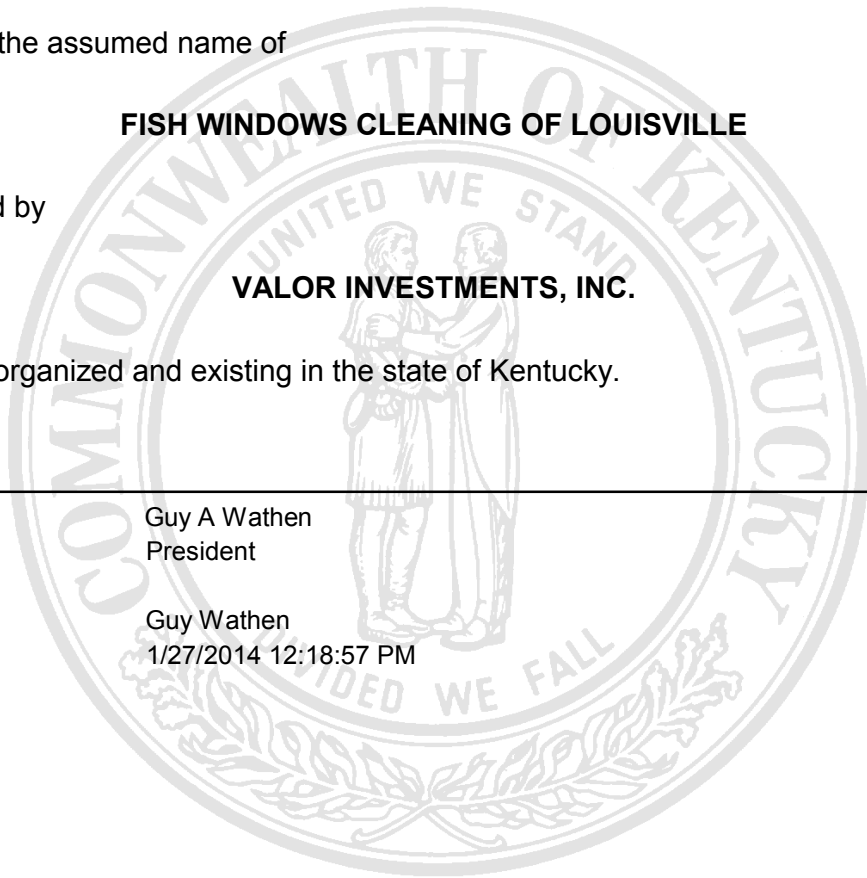 the assumed name of
FISH WINDOWS CLEANING OF LOUISVILLE
d by
VALOR INVESTMENTS, INC.
organized and existing in the state of Kentucky.
Guy A Wathen
President
Guy Wathen
1/27/2014 12:18:57 PM
COMMONWEALTH OF KENTUCKY
UNITED WE STAND
DIVIDED WE FALL